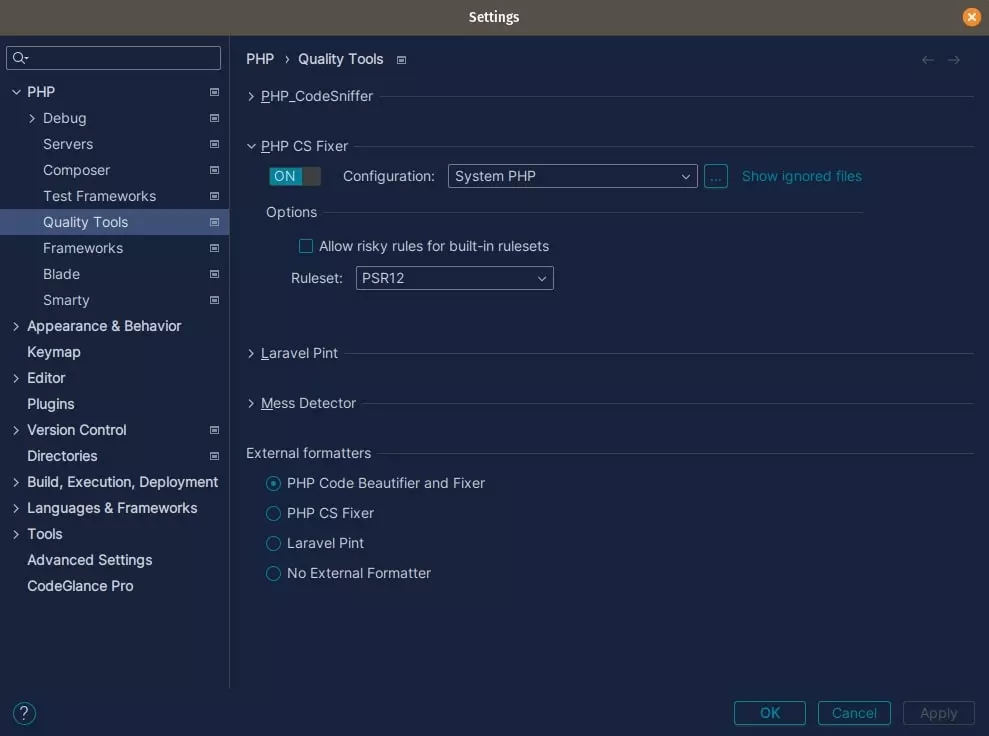 Settings
PHP
Debug
Servers
Composer
Test Frameworks
Quality Tools
Frameworks
Blade
Smarty
Appearance & Behavior
Keymap
Editor
Plugins
Version Control
Directories
Build, Execution, Deployment
Languages & Frameworks
Tools
Advanced Settings
CodeGlance Pro
PHP › Quality Tools
PHP_CodeSniffer
PHP CS Fixer
ON Configuration: System PHP ... Show ignored files
Options
Allow risky rules for built-in rulesets
Ruleset: PSR12
Laravel Pint
Mess Detector
External formatters
PHP Code Beautifier and Fixer
PHP CS Fixer
Laravel Pint
No External Formatter
? OK Cancel Apply